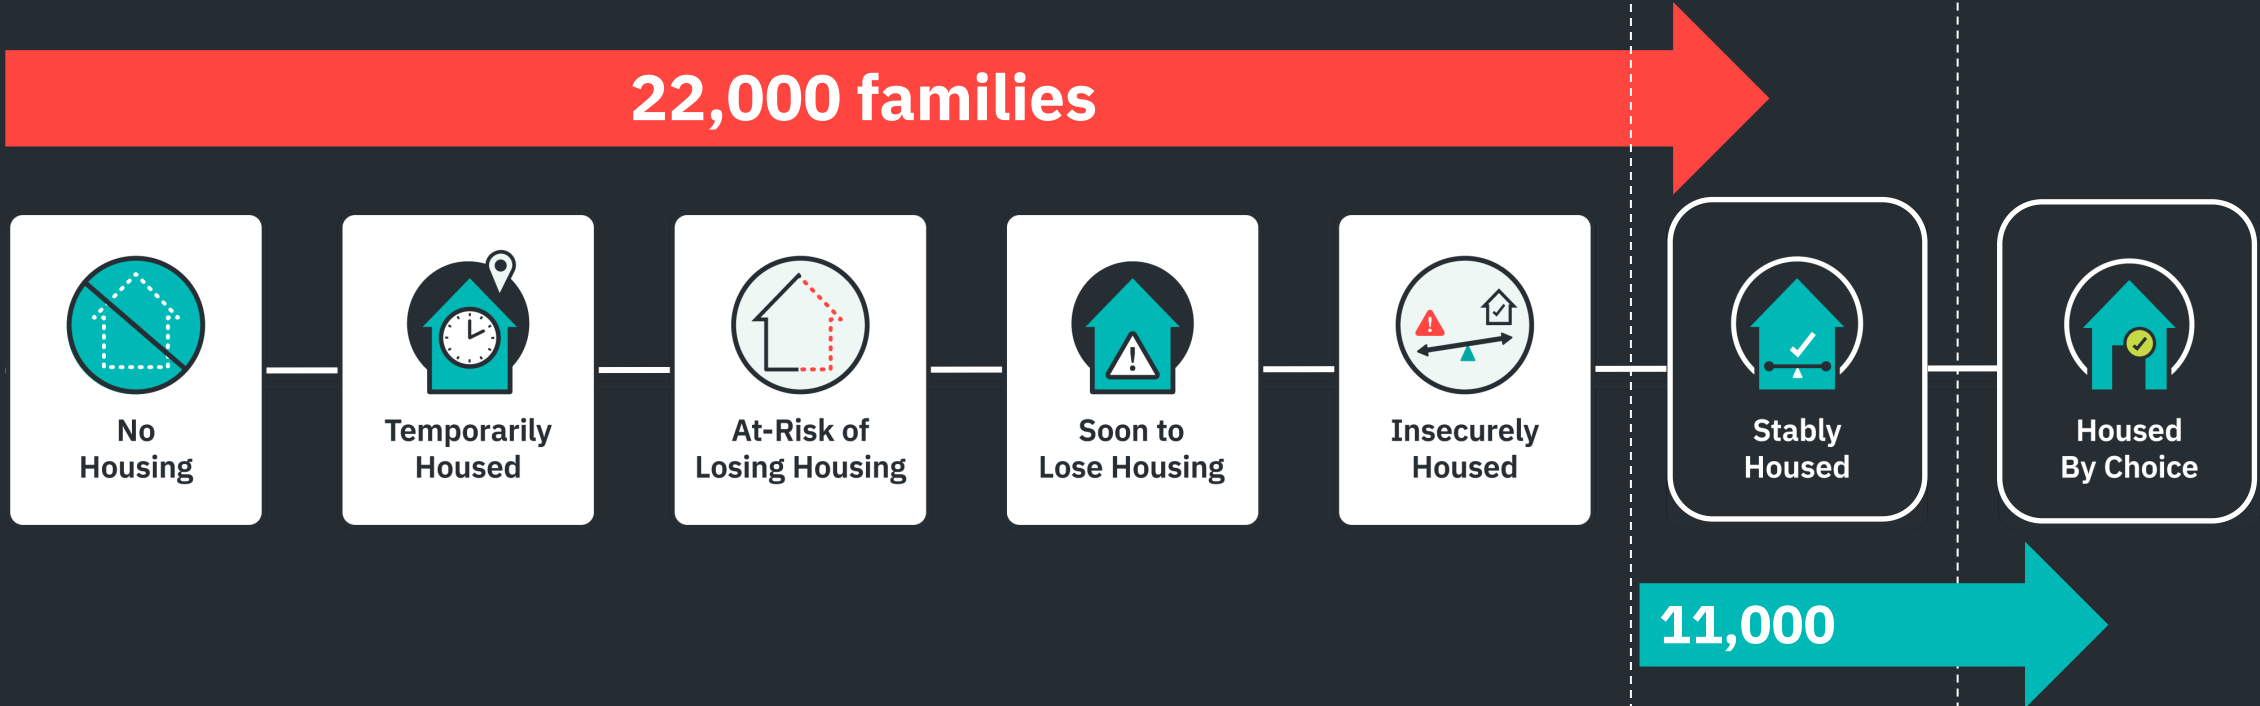 22,000 families
No
Housing
Temporarily
Housed
At-Risk of
Losing Housing
Soon to
Lose Housing
Insecurely
Housed
Stably
Housed
Housed
By Choice
11,000